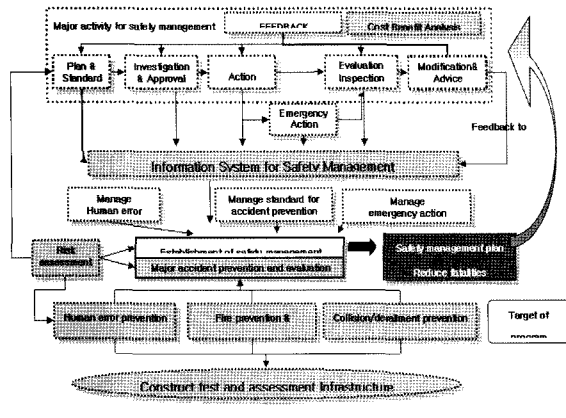 Major activity for safety management
FEEDBACK
Cost Benefit Analysis
Plan &
Standard
Investigation
& Approval
Action
Evaluation
Inspection
Modification&
Advice
Emergency
Action
Feedback to
Information System for Safety Management
Manage
Human error
Manage standard for
accident prevention
Manage
emergency action
Risk
assessment
Establishment of safety management
Major accident prevention and evaluation
Safety management plan
Reduce fatalities
Human error prevention
Fire prevention &
Collision/derailment prevention
Target of
program
Construct test and assessment Infrastructure